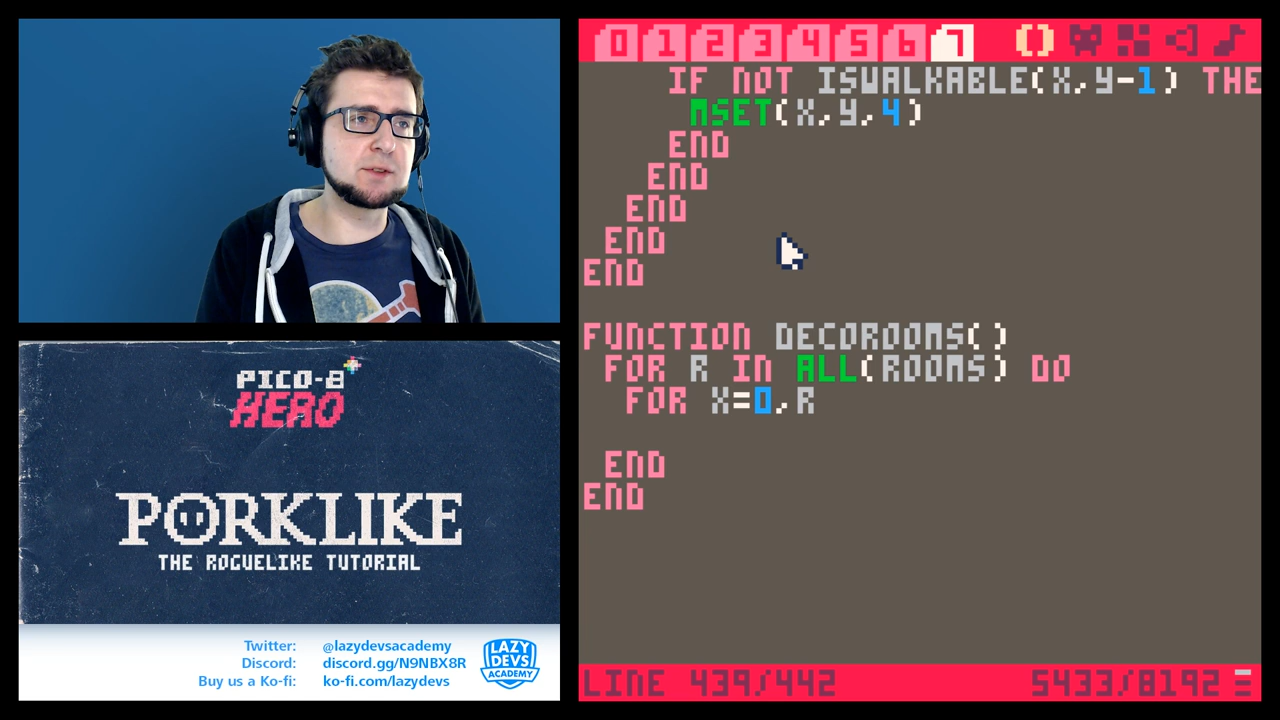 0 1 2 3 4 5 6 7
IF NOT ISWALKABLE(X,Y-1) THE
MSET(X,Y,4)
END
END
END
END
END
FUNCTION DECOROOMS()
FOR R IN ALL(ROOMS) DO
FOR X=0,R
END
END
LINE 439/442 5433/8192
PICO-8
HERO
PORKLIKE
THE ROGUELIKE TUTORIAL
Twitter: @lazydevsacademy
Discord: discord.gg/N9NBX8R
Buy us a Ko-fi: ko-fi.com/lazydevs
LAZY
DEVS
ACADEMY